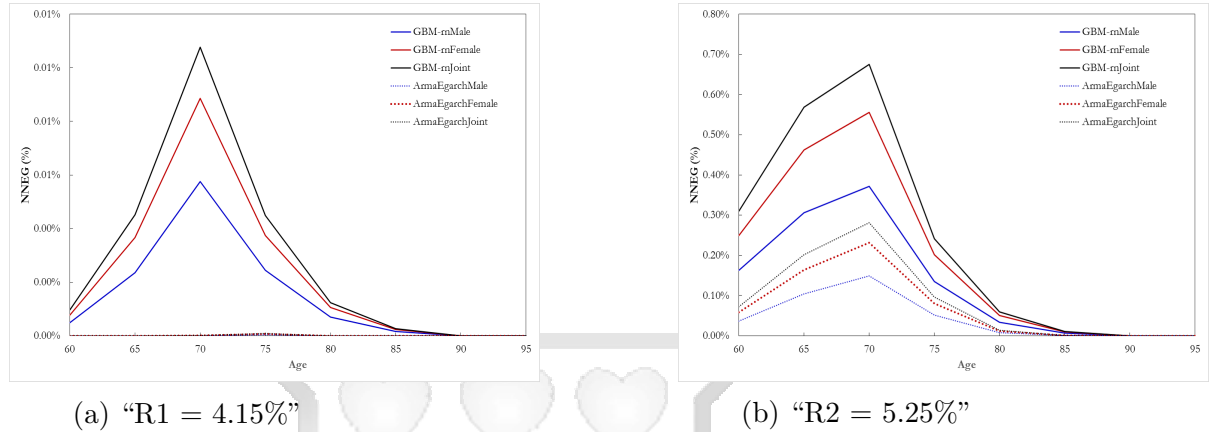 0.01%
0.01%
0.01%
0.01%
0.00%
0.00%
0.00%
NNEG (%)
60 65 70 75 80 85 90 95
Age
GBM-rnMale
GBM-rnFemale
GBM-rnJoint
ArmaEgarchMale
ArmaEgarchFemale
ArmaEgarchJoint
(a) “R1 = 4.15%”
0.80%
0.70%
0.60%
0.50%
0.40%
0.30%
0.20%
0.10%
0.00%
NNEG (%)
60 65 70 75 80 85 90 95
Age
GBM-rnMale
GBM-rnFemale
GBM-rnJoint
ArmaEgarchMale
ArmaEgarchFemale
ArmaEgarchJoint
(b) “R2 = 5.25%”